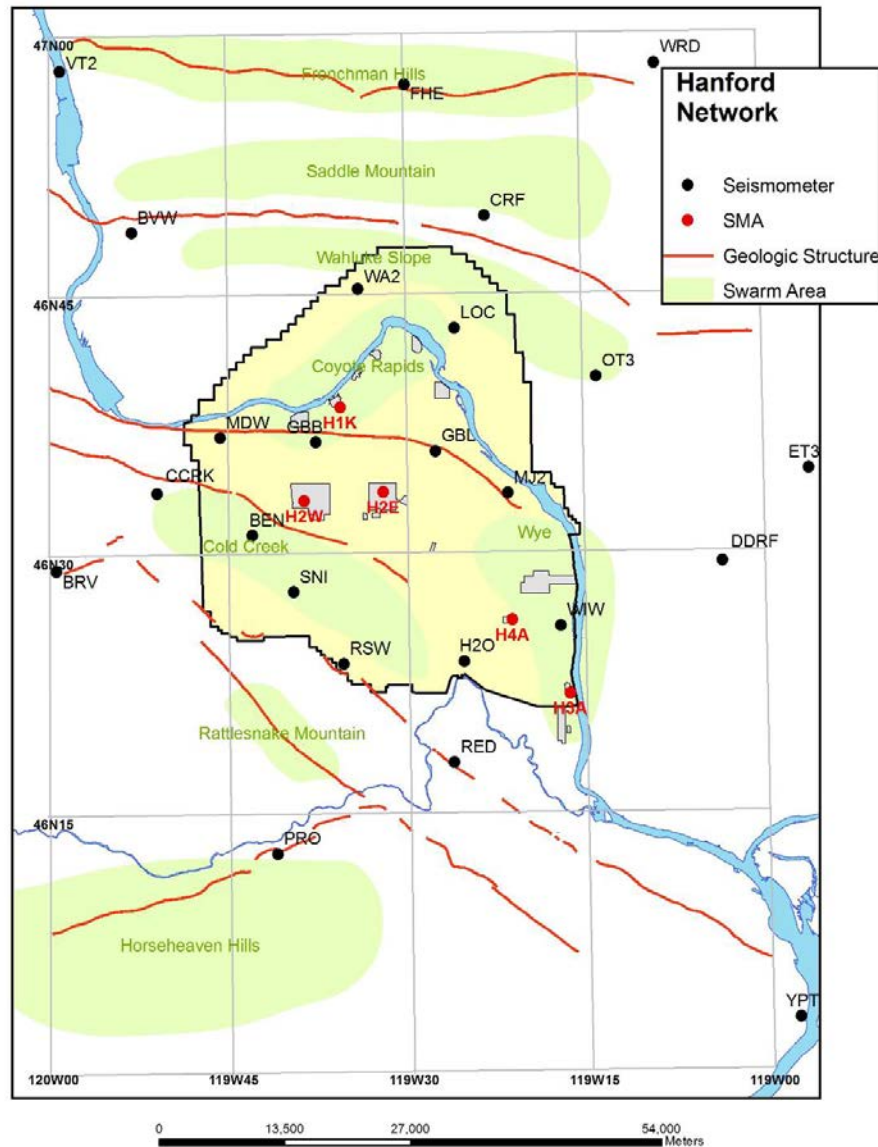 47N00
VT2
WRD
Frenchman Hills
FHE
Hanford
Network
Seismometer
SMA
Geologic Structure
Swarm Area
Saddle Mountain
CRF
BVW
Wahluke Slope
WA2
46N45
LOC
Coyote Rapids
OT3
H1K
MDW
GBB
GBL
ET3
CCRK
MJ2
H2W
H2E
BEN
Wye
Cold Creek
DDRF
46N30
BRV
SNI
WIW
H4A
RSW
H2O
H3A
Rattlesnake Mountain
RED
46N15
PRO
Horseheaven Hills
YPT
120W00
119W45
119W30
119W15
119W00
0
13,500
27,000
54,000
Meters